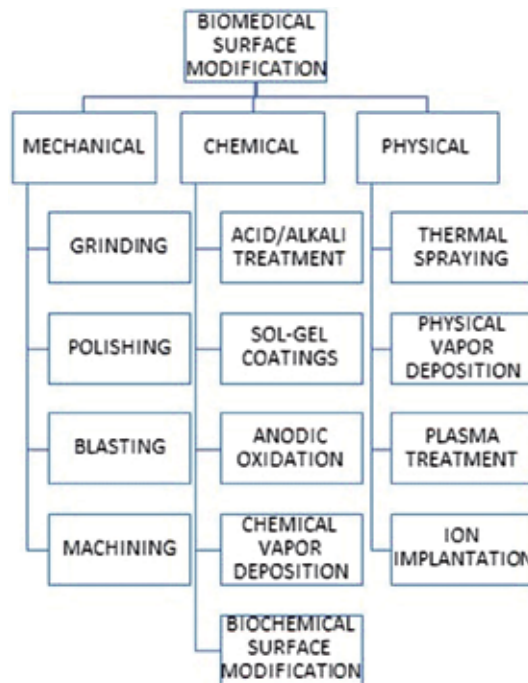 BIOMEDICAL
SURFACE
MODIFICATION
MECHANICAL
CHEMICAL
PHYSICAL
GRINDING
POLISHING
BLASTING
MACHINING
ACID/ALKALI
TREATMENT
SOL-GEL
COATINGS
ANODIC
OXIDATION
CHEMICAL
VAPOR
DEPOSITION
BIOCHEMICAL
SURFACE
MODIFICATION
THERMAL
SPRAYING
PHYSICAL
VAPOR
DEPOSITION
PLASMA
TREATMENT
ION
IMPLANTATION